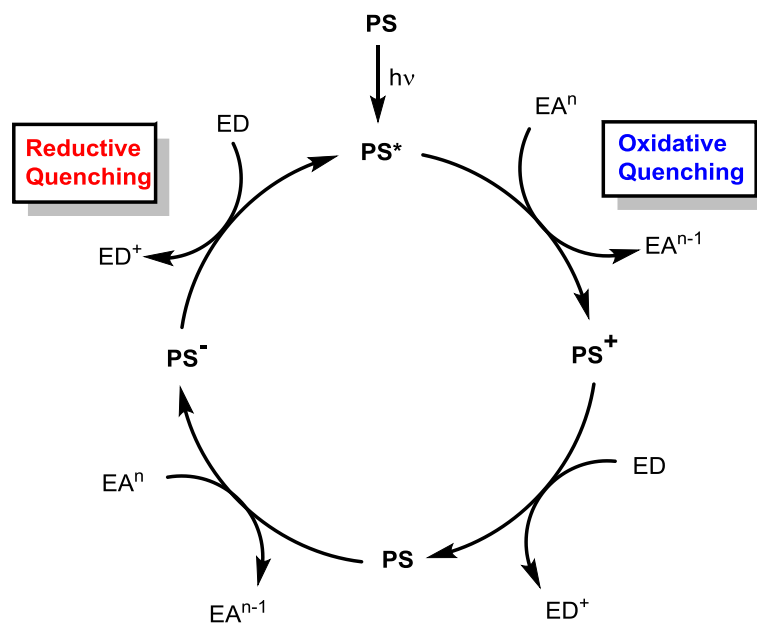 PS
hν
ED
EAⁿ
Reductive
Quenching
PS*
Oxidative
Quenching
ED⁺
EAⁿ⁻¹
PS⁻
PS⁺
EAⁿ
ED
PS
EAⁿ⁻¹
ED⁺